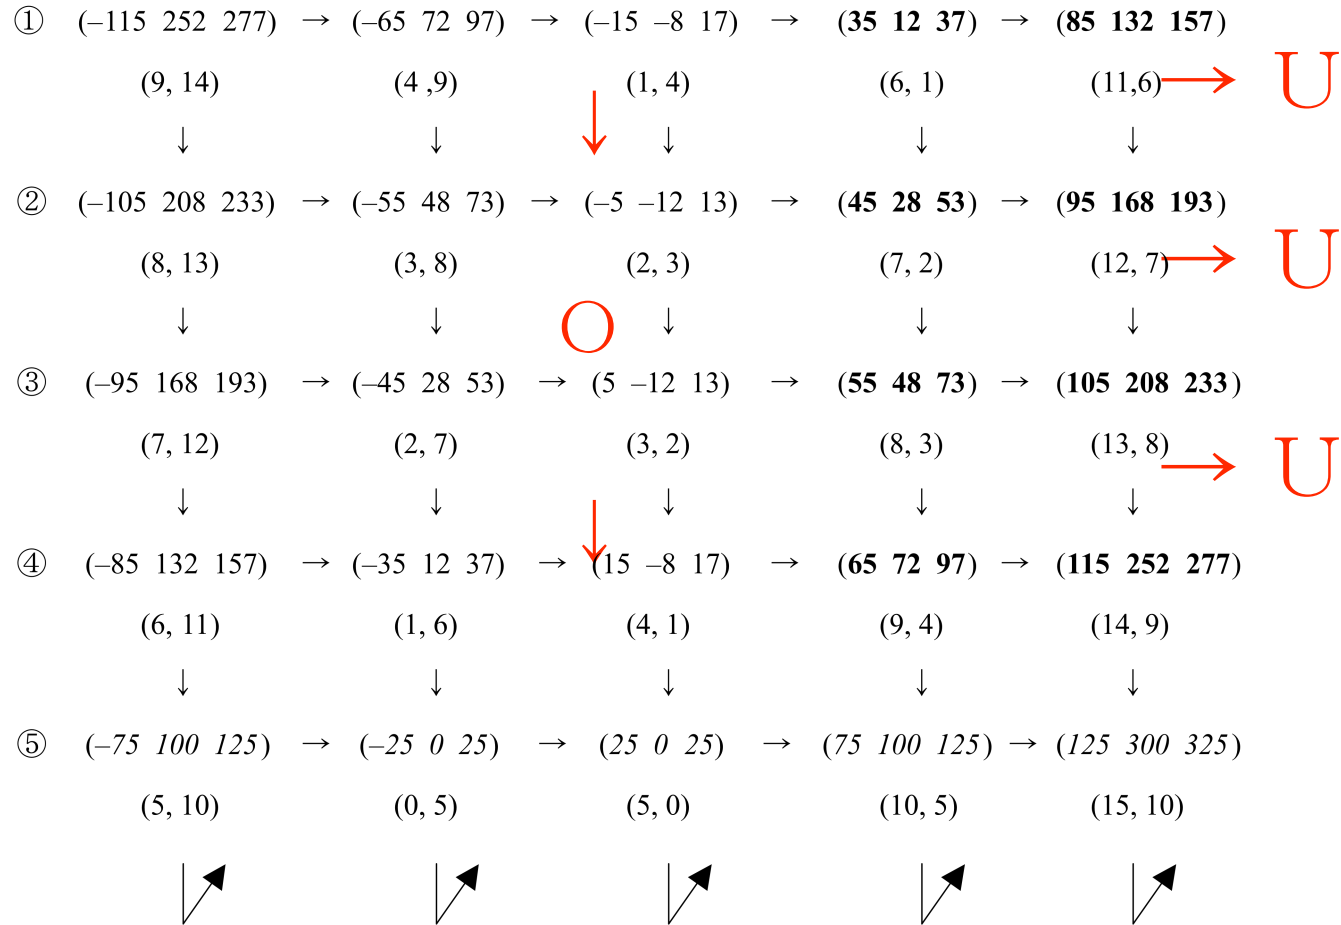 ① (–115 252 277) → (–65 72 97) → (–15 –8 17) → (35 12 37) → (85 132 157)
(9, 14) (4 ,9) (1, 4) (6, 1) (11,6) → U
↓ ↓ ↓ ↓ ↓ ↓
② (–105 208 233) → (–55 48 73) → (–5 –12 13) → (45 28 53) → (95 168 193)
(8, 13) (3, 8) (2, 3) (7, 2) (12, 7) → U
↓ ↓ O ↓ ↓ ↓
③ (–95 168 193) → (–45 28 53) → (5 –12 13) → (55 48 73) → (105 208 233)
(7, 12) (2, 7) (3, 2) (8, 3) (13, 8) → U
↓ ↓ ↓ ↓ ↓ ↓
④ (–85 132 157) → (–35 12 37) → (15 –8 17) → (65 72 97) → (115 252 277)
(6, 11) (1, 6) (4, 1) (9, 4) (14, 9)
↓ ↓ ↓ ↓ ↓
⑤ (–75 100 125) → (–25 0 25) → (25 0 25) → (75 100 125) → (125 300 325)
(5, 10) (0, 5) (5, 0) (10, 5) (15, 10)